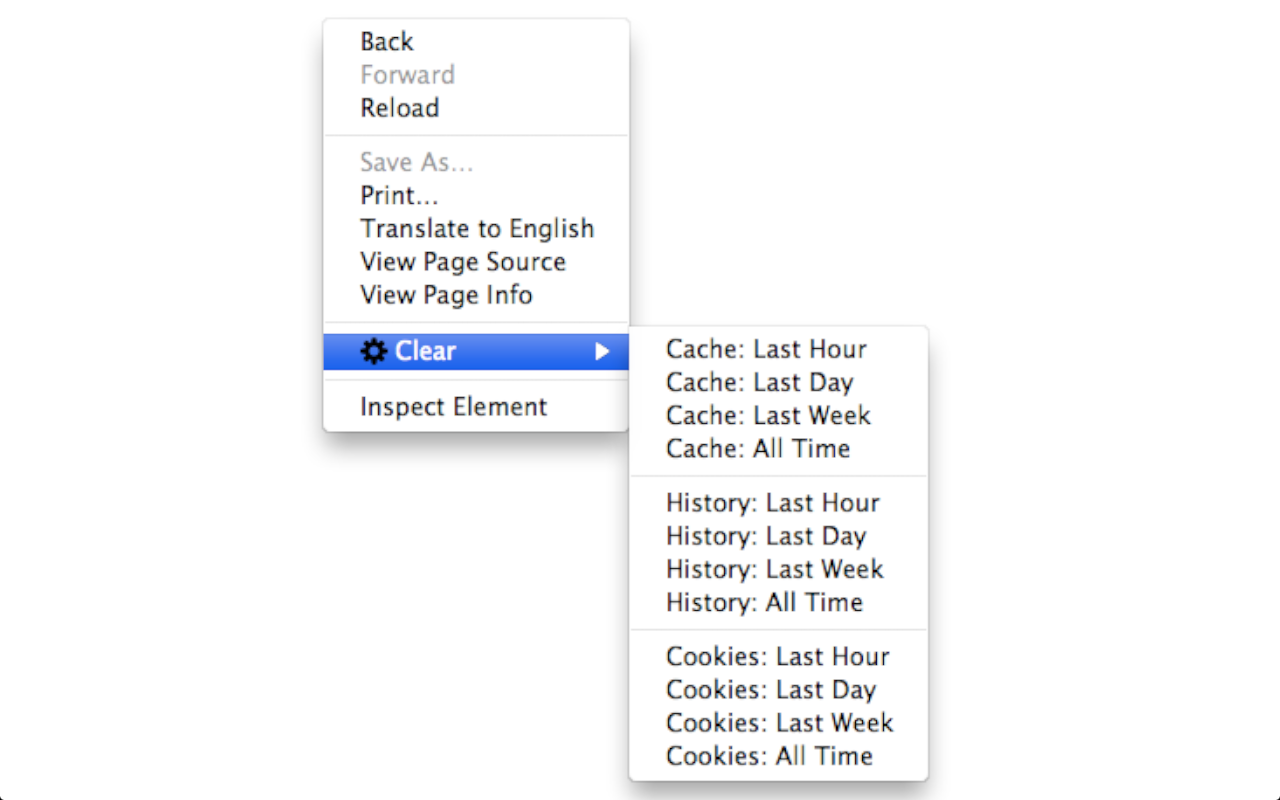 Back
Forward
Reload
Save As...
Print...
Translate to English
View Page Source
View Page Info
Clear
Inspect Element
Cache: Last Hour
Cache: Last Day
Cache: Last Week
Cache: All Time
History: Last Hour
History: Last Day
History: Last Week
History: All Time
Cookies: Last Hour
Cookies: Last Day
Cookies: Last Week
Cookies: All Time